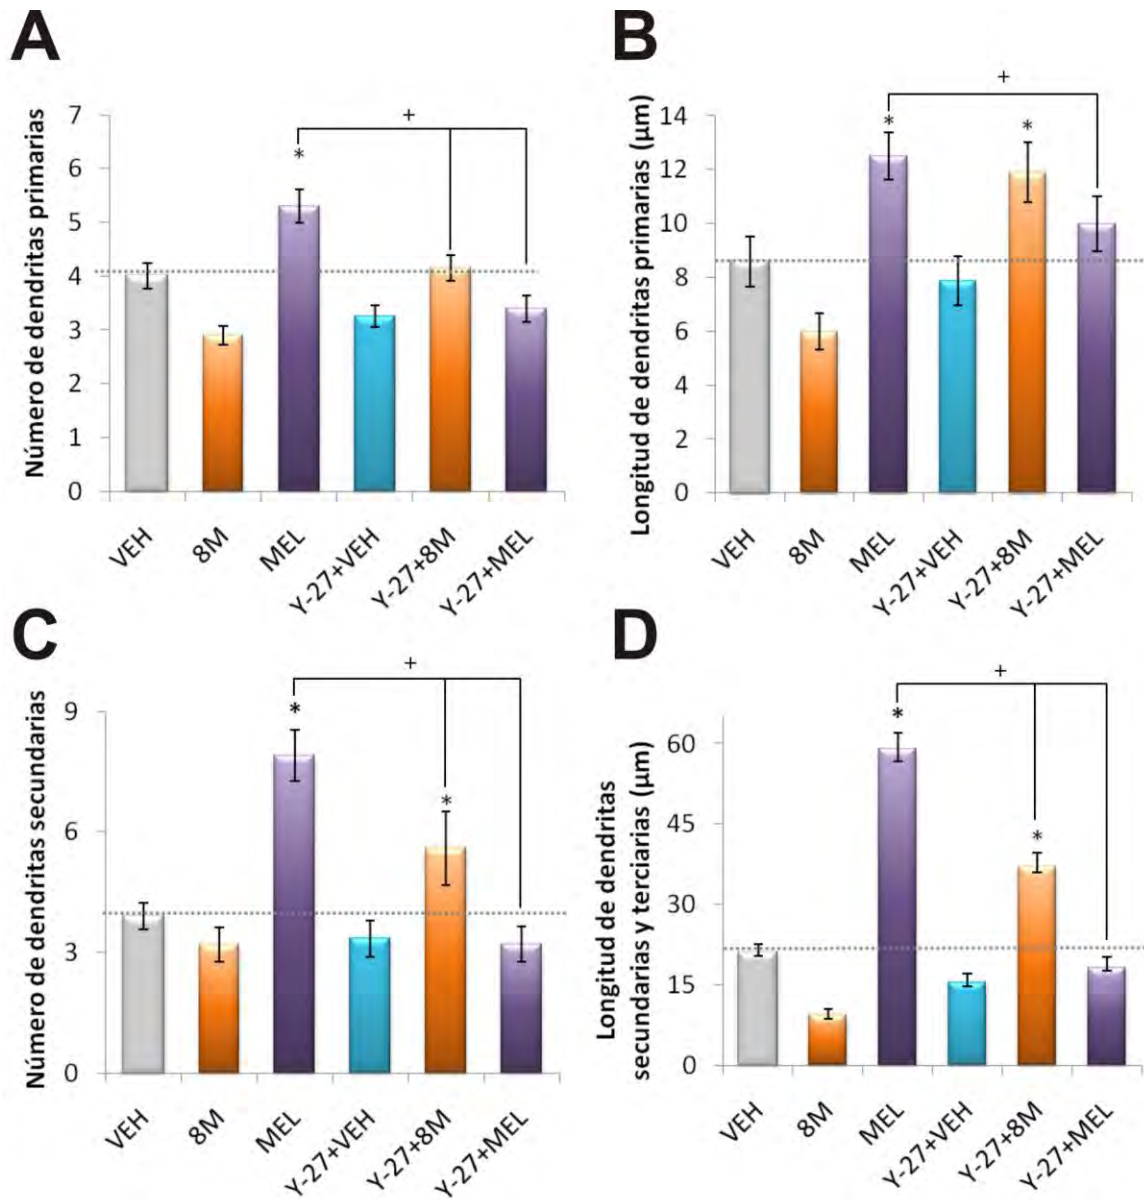 A
Número de dendritas primarias
7
6
5
4
3
2
1
0
+
*
VEH
8M
MEL
Y-27+VEH
Y-27+8M
Y-27+MEL
B
Longitud de dendritas primarias (µm)
14
12
10
8
6
4
2
0
+
*
*
VEH
8M
MEL
Y-27+VEH
Y-27+8M
Y-27+MEL
C
Número de dendritas secundarias
9
6
3
0
+
*
*
VEH
8M
MEL
Y-27+VEH
Y-27+8M
Y-27+MEL
D
Longitud de dendritas
secundarias y terciarias (µm)
60
45
30
15
0
+
*
*
VEH
8M
MEL
Y-27+VEH
Y-27+8M
Y-27+MEL